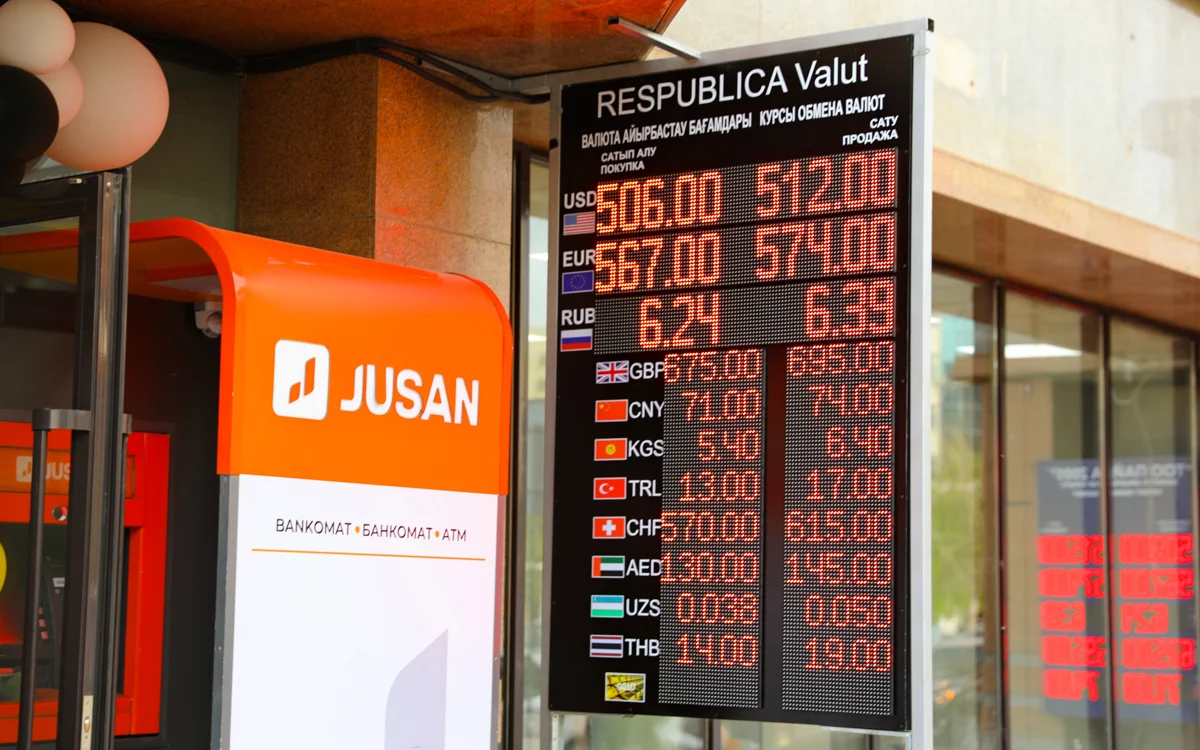 JUSAN
BANKOMAT • БАНКОМАТ • ATM
RESPUBLICA Valut
ВАЛЮТА АЙЫРБАСТАУ БАҒАМДАРЫ КУРСЫ ОБМЕНА ВАЛЮТ
САТЫП АЛУ САТУ
ПОКУПКА ПРОДАЖА
USD 506.00 512.00
EUR 567.00 574.00
RUB 6.24 6.39
GBP 675.00 695.00
CNY 71.00 74.00
KGS 5.40 6.40
TRL 13.00 17.00
CHF 570.00 615.00
AED 130.00 145.00
UZS 0.038 0.050
THB 14.00 19.00
GOLD